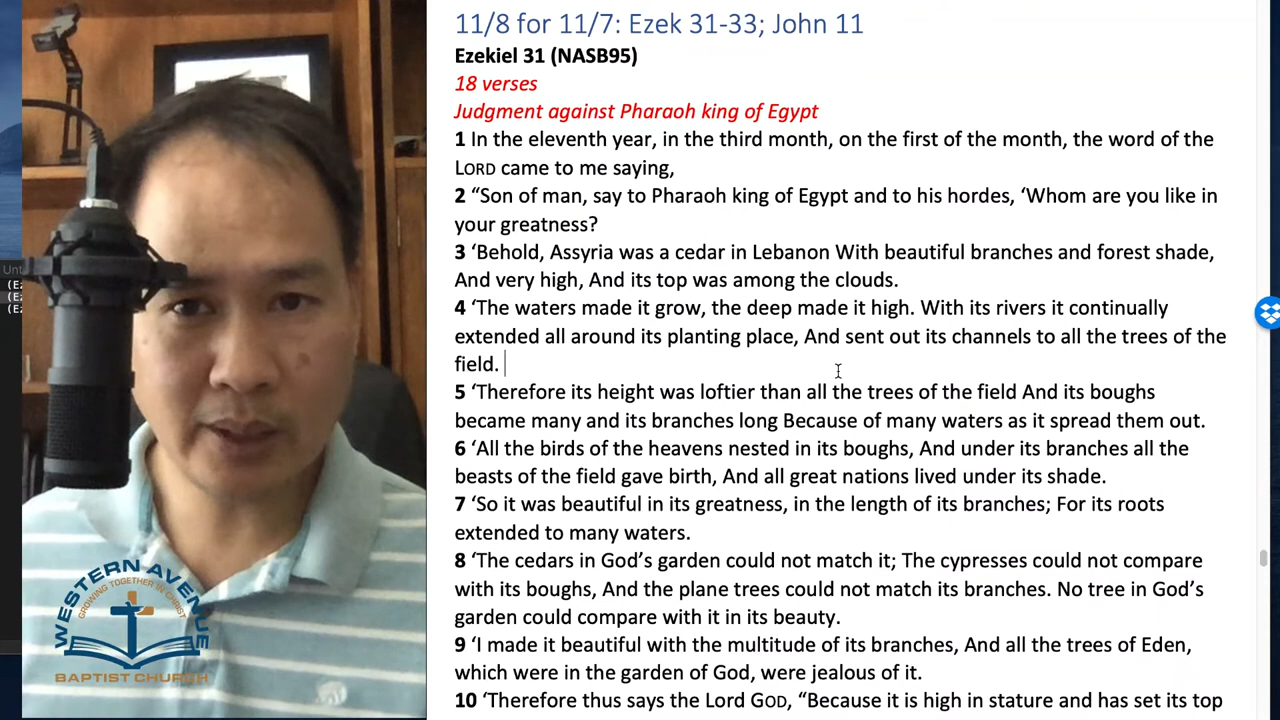 11/8 for 11/7: Ezek 31-33; John 11
Ezekiel 31 (NASB95)
18 verses
Judgment against Pharaoh king of Egypt
1 In the eleventh year, in the third month, on the first of the month, the word of the
LORD came to me saying,
2 “Son of man, say to Pharaoh king of Egypt and to his hordes, ‘Whom are you like in
your greatness?
3 ‘Behold, Assyria was a cedar in Lebanon With beautiful branches and forest shade,
And very high, And its top was among the clouds.
4 ‘The waters made it grow, the deep made it high. With its rivers it continually
extended all around its planting place, And sent out its channels to all the trees of the
field.
5 ‘Therefore its height was loftier than all the trees of the field And its boughs
became many and its branches long Because of many waters as it spread them out.
6 ‘All the birds of the heavens nested in its boughs, And under its branches all the
beasts of the field gave birth, And all great nations lived under its shade.
7 ‘So it was beautiful in its greatness, in the length of its branches; For its roots
extended to many waters.
8 ‘The cedars in God’s garden could not match it; The cypresses could not compare
with its boughs, And the plane trees could not match its branches. No tree in God’s
garden could compare with it in its beauty.
9 ‘I made it beautiful with the multitude of its branches, And all the trees of Eden,
which were in the garden of God, were jealous of it.
10 ‘Therefore thus says the Lord GOD, “Because it is high in stature and has set its top
Unt
(Ez
(Ez
(Ez
WESTERN AVENUE
GROWING TOGETHER IN CHRIST
BAPTIST CHURCH